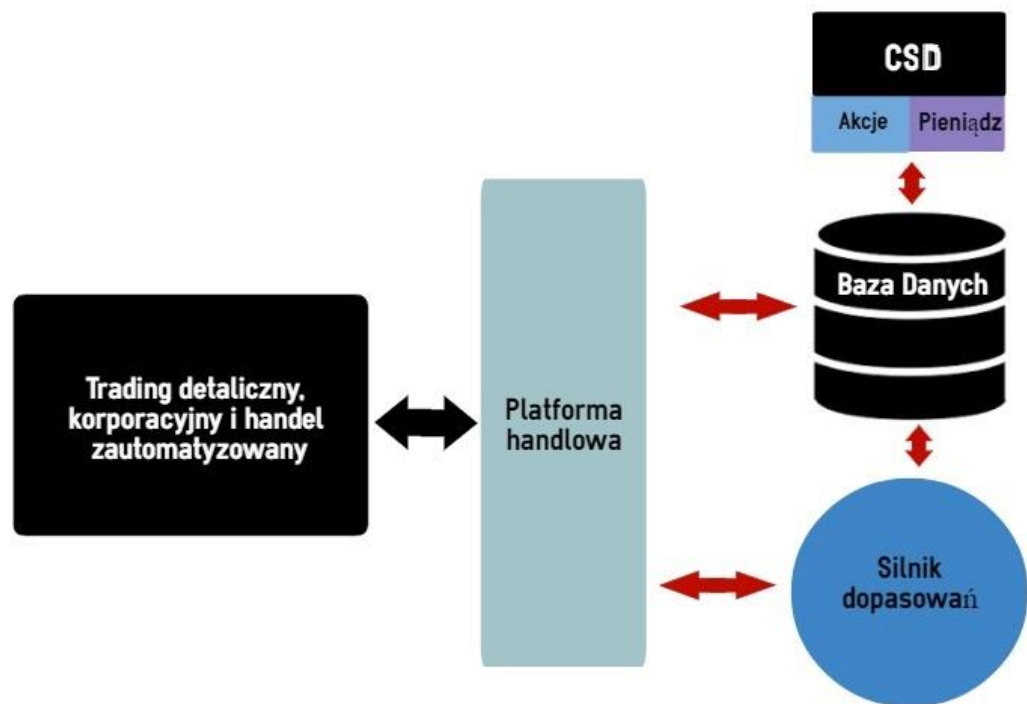 CSD
Akcje
Pieniądz
Baza Danych
Trading detaliczny,
korporacyjny i handel
zautomatyzowany
Platforma
handlowa
Silnik
dopasowań